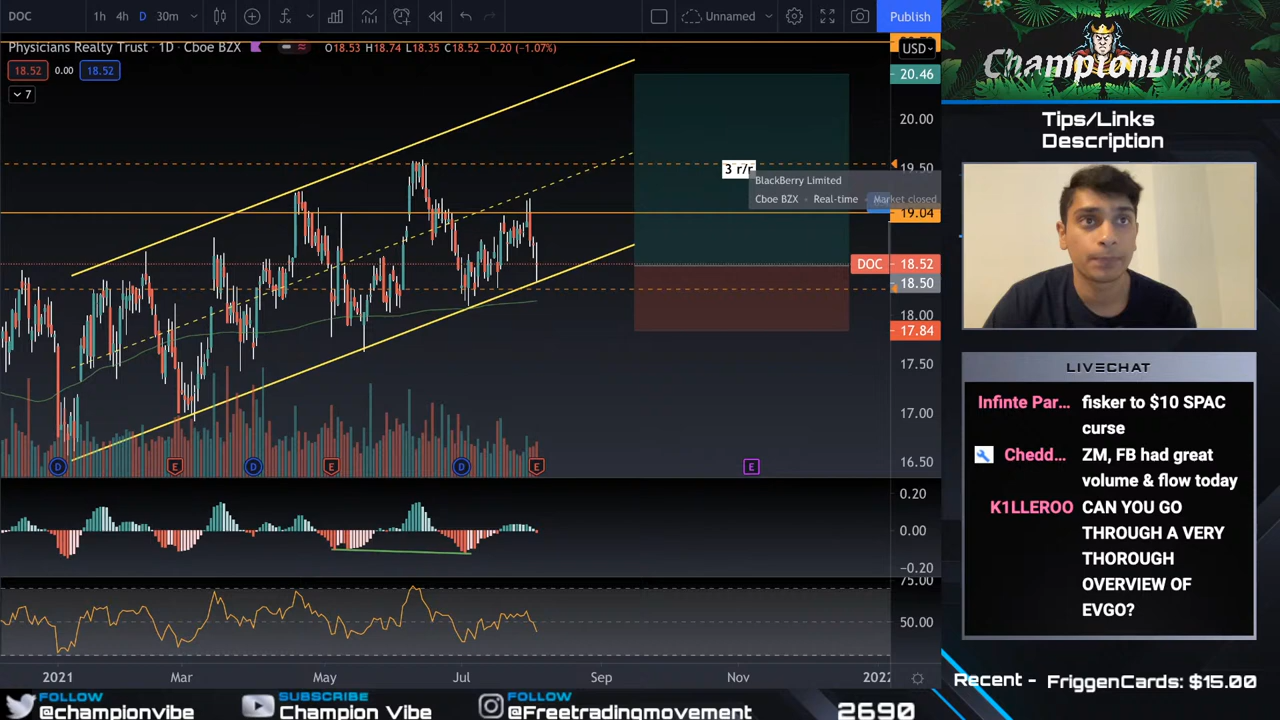 DOC
1h 4h D 30m
Unnamed
Publish
Physicians Realty Trust · 1D · Cboe BZX
O18.53 H18.74 L18.35 C18.52 -0.20 (-1.07%)
USD
18.52 0.00 18.52
7
20.46
20.00
19.50
3 r/r
BlackBerry Limited
Cboe BZX Real-time Market closed
19.04
DOC 18.52
18.50
18.00
17.84
17.50
17.00
16.50
D E D E D E E
0.20
0.00
-0.20
75.00
50.00
2021 Mar May Jul Sep Nov 2022
ChampionVibe
Tips/Links
Description
LIVECHAT
Infinte Par... fisker to $10 SPAC
curse
Chedd... ZM, FB had great
volume & flow today
K1LLEROO CAN YOU GO
THROUGH A VERY
THOROUGH
OVERVIEW OF
EVGO?
Recent - FriggenCards: $15.00
FOLLOW
@championvibe
SUBSCRIBE
Champion Vibe
FOLLOW
@Freetradingmovement
2690